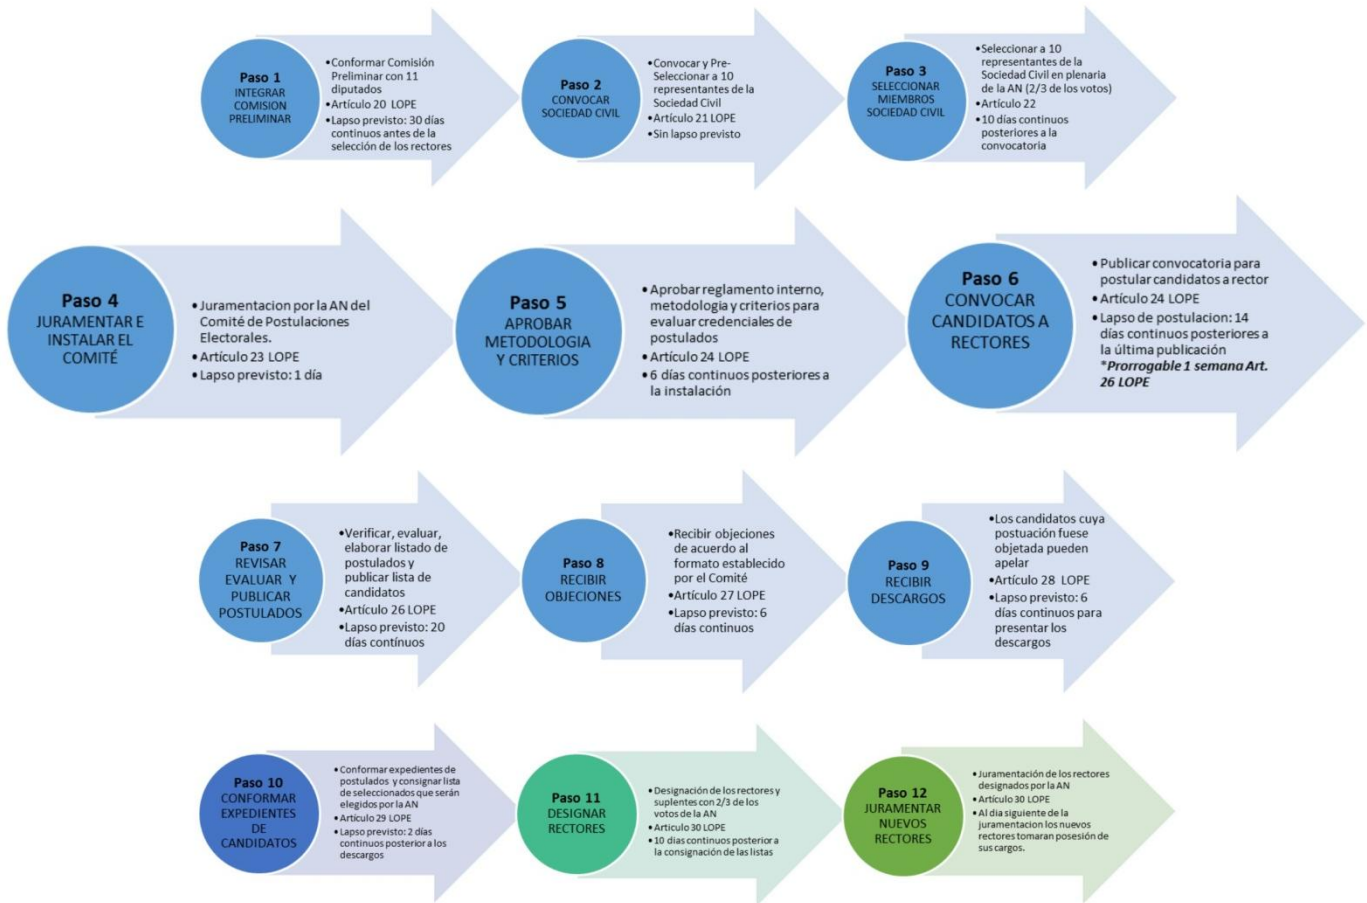 Paso 1
INTEGRAR
COMISION
PRELIMINAR
•Conformar Comisión
Preliminar con 11
diputados
•Artículo 20 LOPE
•Lapso previsto: 30 días
continuos antes de la
selección de los rectores
Paso 2
CONVOCAR
SOCIEDAD CIVIL
•Convocar y Pre-
Seleccionar a 10
representantes de la
Sociedad Civil
•Artículo 21 LOPE
•Sin lapso previsto
Paso 3
SELECCIONAR
MIEMBROS
SOCIEDAD CIVIL
•Seleccionar a 10
representantes de la
Sociedad Civil en plenaria
de la AN (2/3 de los votos)
•Artículo 22
•10 días continuos
posteriores a la
convocatoria
Paso 4
JURAMENTAR E
INSTALAR EL
COMITÉ
•Juramentacion por la AN del
Comité de Postulaciones
Electorales.
•Artículo 23 LOPE
•Lapso previsto: 1 día
Paso 5
APROBAR
METODOLOGIA
Y CRITERIOS
•Aprobar reglamento interno,
metodologia y criterios para
evaluar credenciales de
postulados
•Artículo 24 LOPE
•6 días continuos posteriores a
la instalación
Paso 6
CONVOCAR
CANDIDATOS A
RECTORES
•Publicar convocatoria para
postular candidatos a rector
•Artículo 24 LOPE
•Lapso de postulacion: 14
días continuos posteriores a
la última publicación
*Prorrogable 1 semana Art.
26 LOPE
Paso 7
REVISAR
EVALUAR Y
PUBLICAR
POSTULADOS
•Verificar, evaluar,
elaborar listado de
postulados y
publicar lista de
candidatos
•Artículo 26 LOPE
•Lapso previsto: 20
días contínuos
Paso 8
RECIBIR
OBJECIONES
•Recibir objeciones
de acuerdo al
formato establecido
por el Comité
•Artículo 27 LOPE
•Lapso previsto: 6
días continuos
Paso 9
RECIBIR
DESCARGOS
•Los candidatos cuya
postuación fuese
objetada pueden
apelar
•Artículo 28 LOPE
•Lapso previsto: 6
días continuos para
presentar los
descargos
Paso 10
CONFORMAR
EXPEDIENTES
DE
CANDIDATOS
•Conformar expedientes de
postulados y consignar lista
de seleccionados que serán
elegidos por la AN
•Artículo 29 LOPE
•Lapso previsto: 2 días
continuos posterior a los
descargos
Paso 11
DESIGNAR
RECTORES
•Designación de los rectores y
suplentes con 2/3 de los
votos de la AN
•Articulo 30 LOPE
•10 dias continuos posterior a
la consignación de las listas
Paso 12
JURAMENTAR
NUEVOS
RECTORES
•Juramentación de los rectores
designados por la AN
•Artículo 30 LOPE
•Al dia siguiente de la
juramentacion los nuevos
rectores tomaran posesión de
sus cargos.